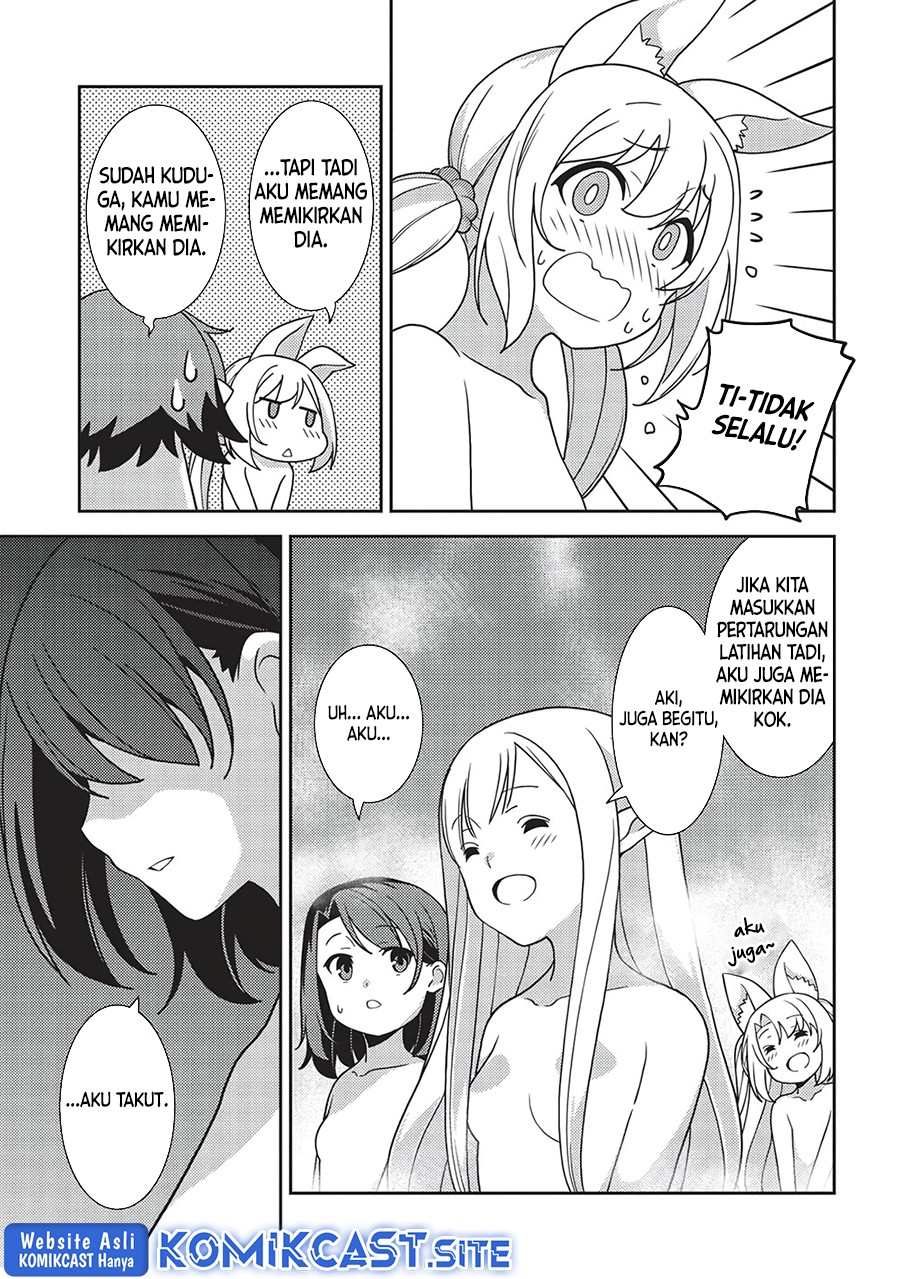 TI-TIDAK
SELALU!
...TAPI TADI
AKU MEMANG
MEMIKIRKAN
DIA.
SUDAH KUDU-
GA, KAMU ME-
MANG MEMI-
KIRKAN DIA.
JIKA KITA
MASUKKAN
PERTARUNGAN
LATIHAN TADI,
AKU JUGA ME-
MIKIRKAN DIA
KOK.
AKI,
JUGA BEGITU,
KAN?
aku
juga~
UH... AKU...
AKU...
...AKU TAKUT.
Website Asli
KOMIKCAST Hanya
KOMIKCAST.SITE